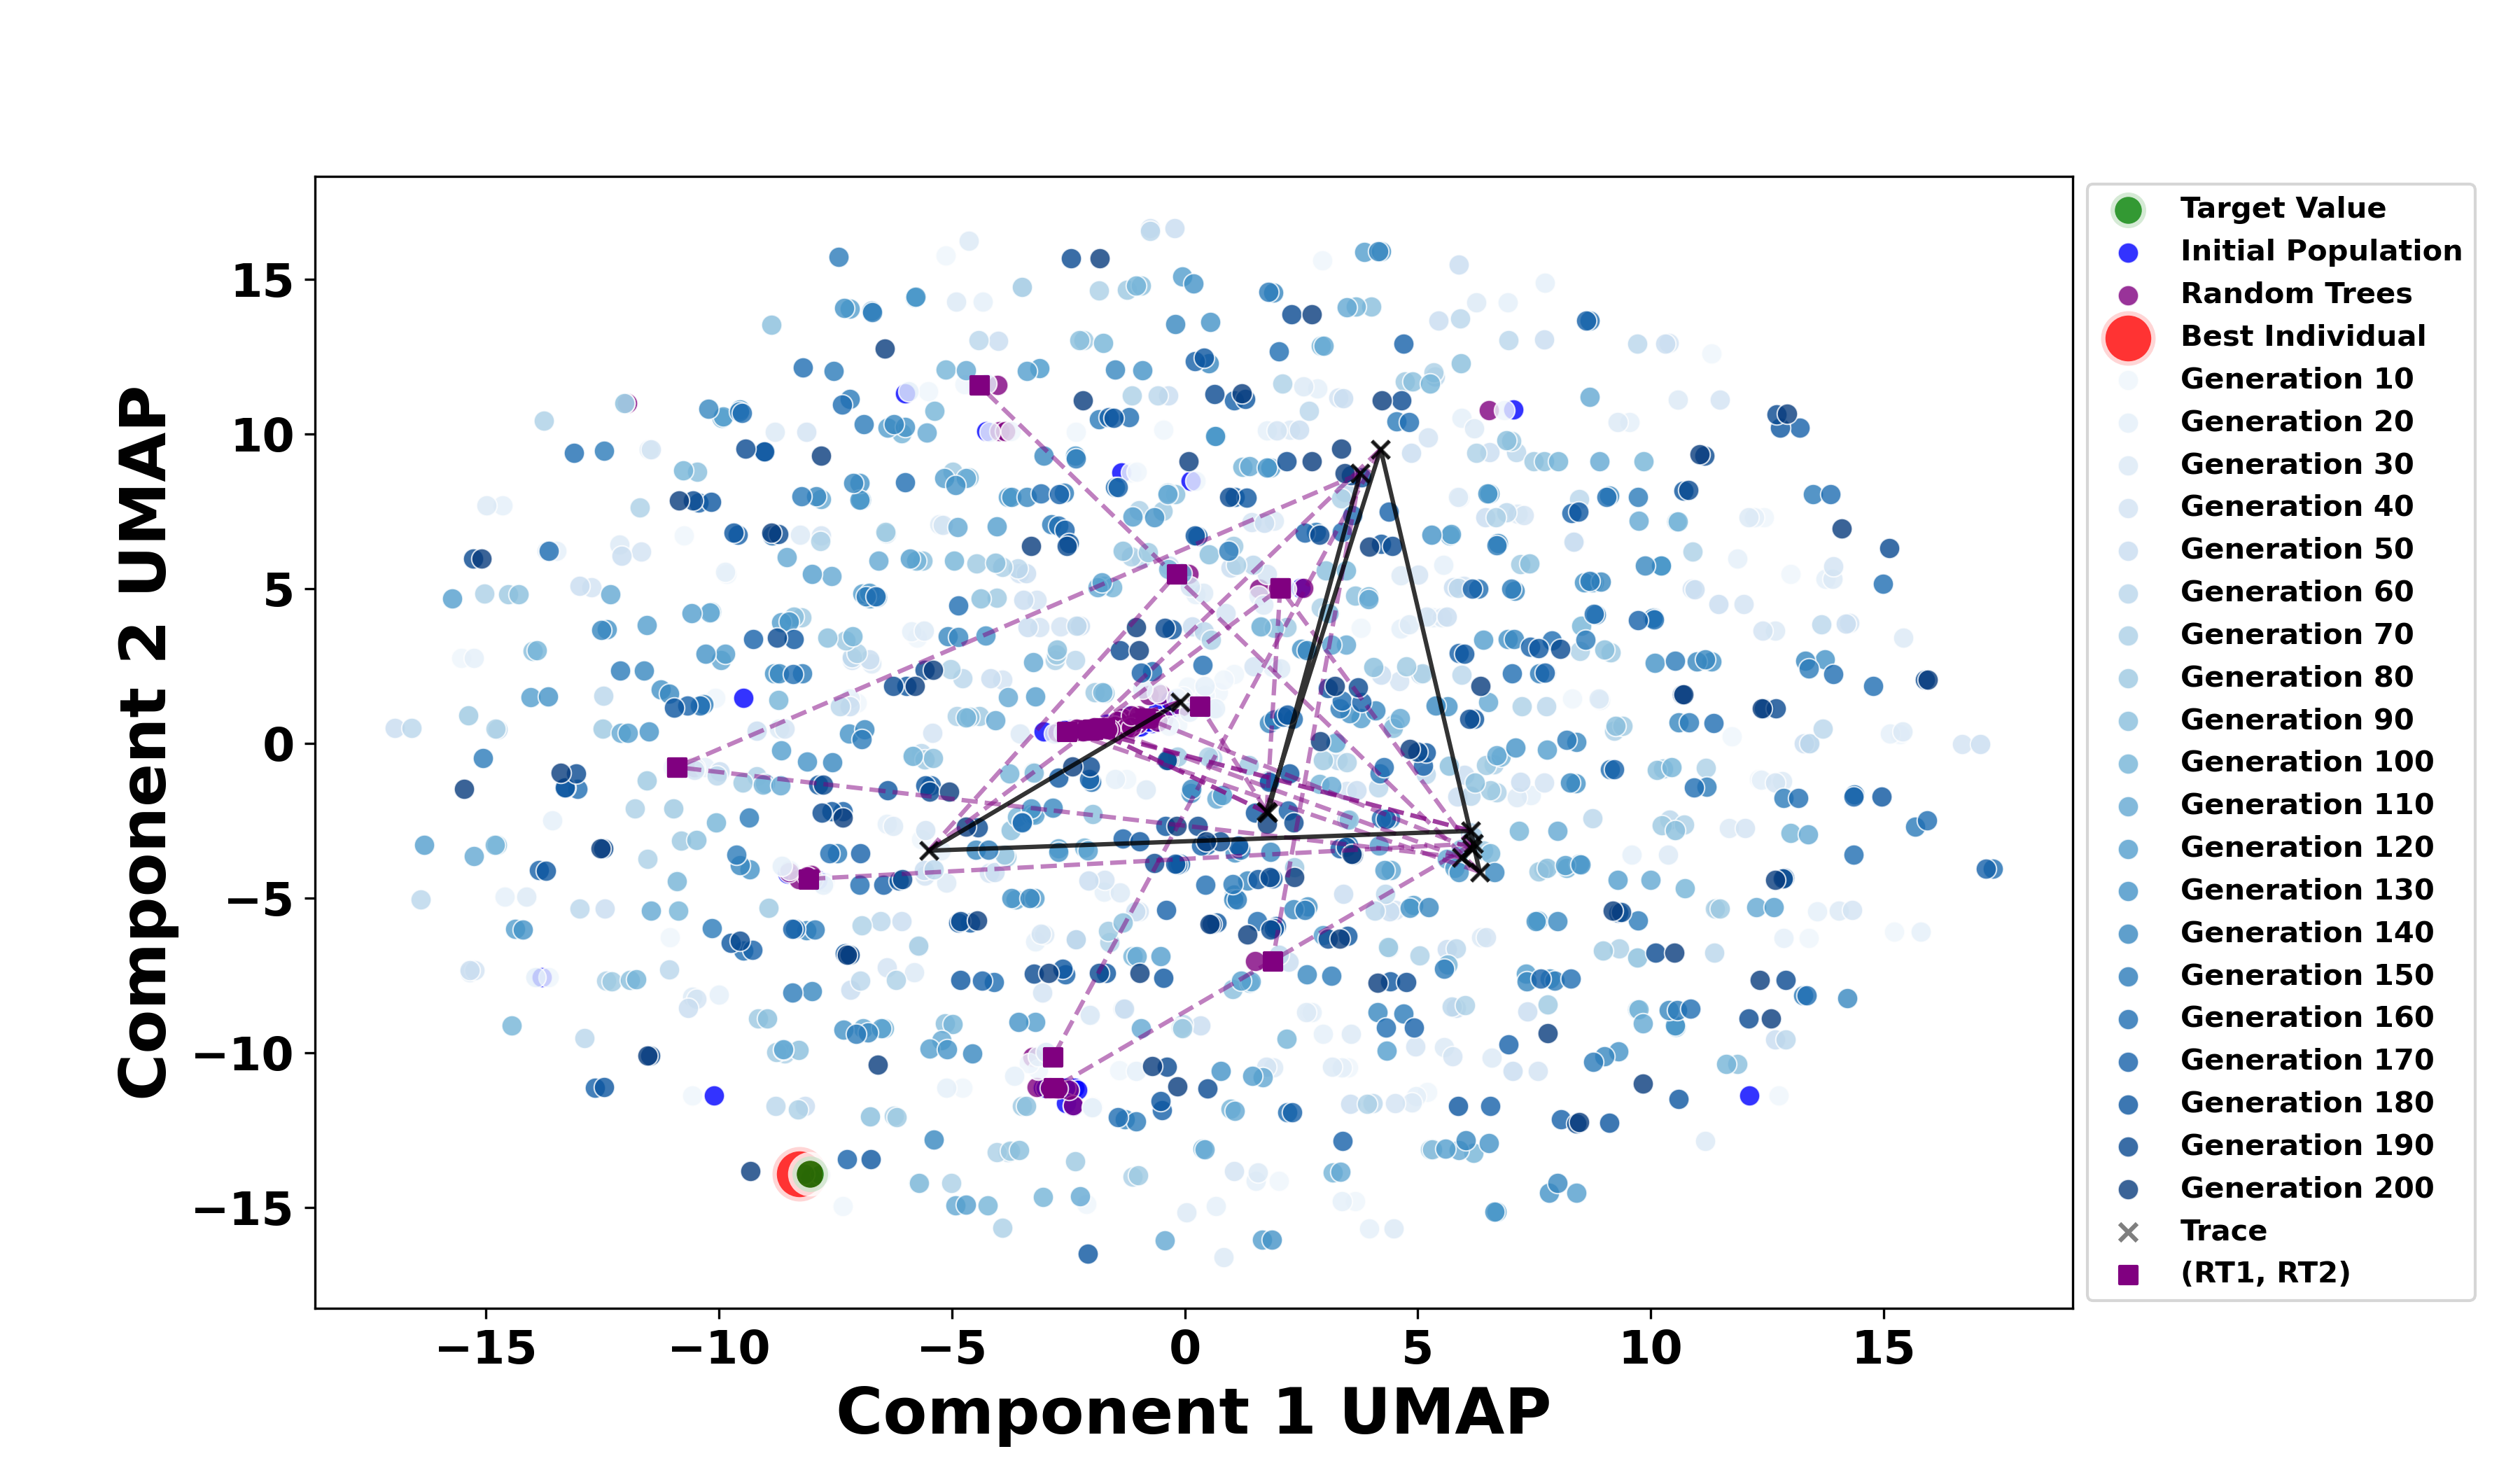 Component 2 UMAP
15
10
5
0
−5
−10
−15
−15
−10
−5
0
5
10
15
Component 1 UMAP
Target Value
Initial Population
Random Trees
Best Individual
Generation 10
Generation 20
Generation 30
Generation 40
Generation 50
Generation 60
Generation 70
Generation 80
Generation 90
Generation 100
Generation 110
Generation 120
Generation 130
Generation 140
Generation 150
Generation 160
Generation 170
Generation 180
Generation 190
Generation 200
Trace
(RT1, RT2)